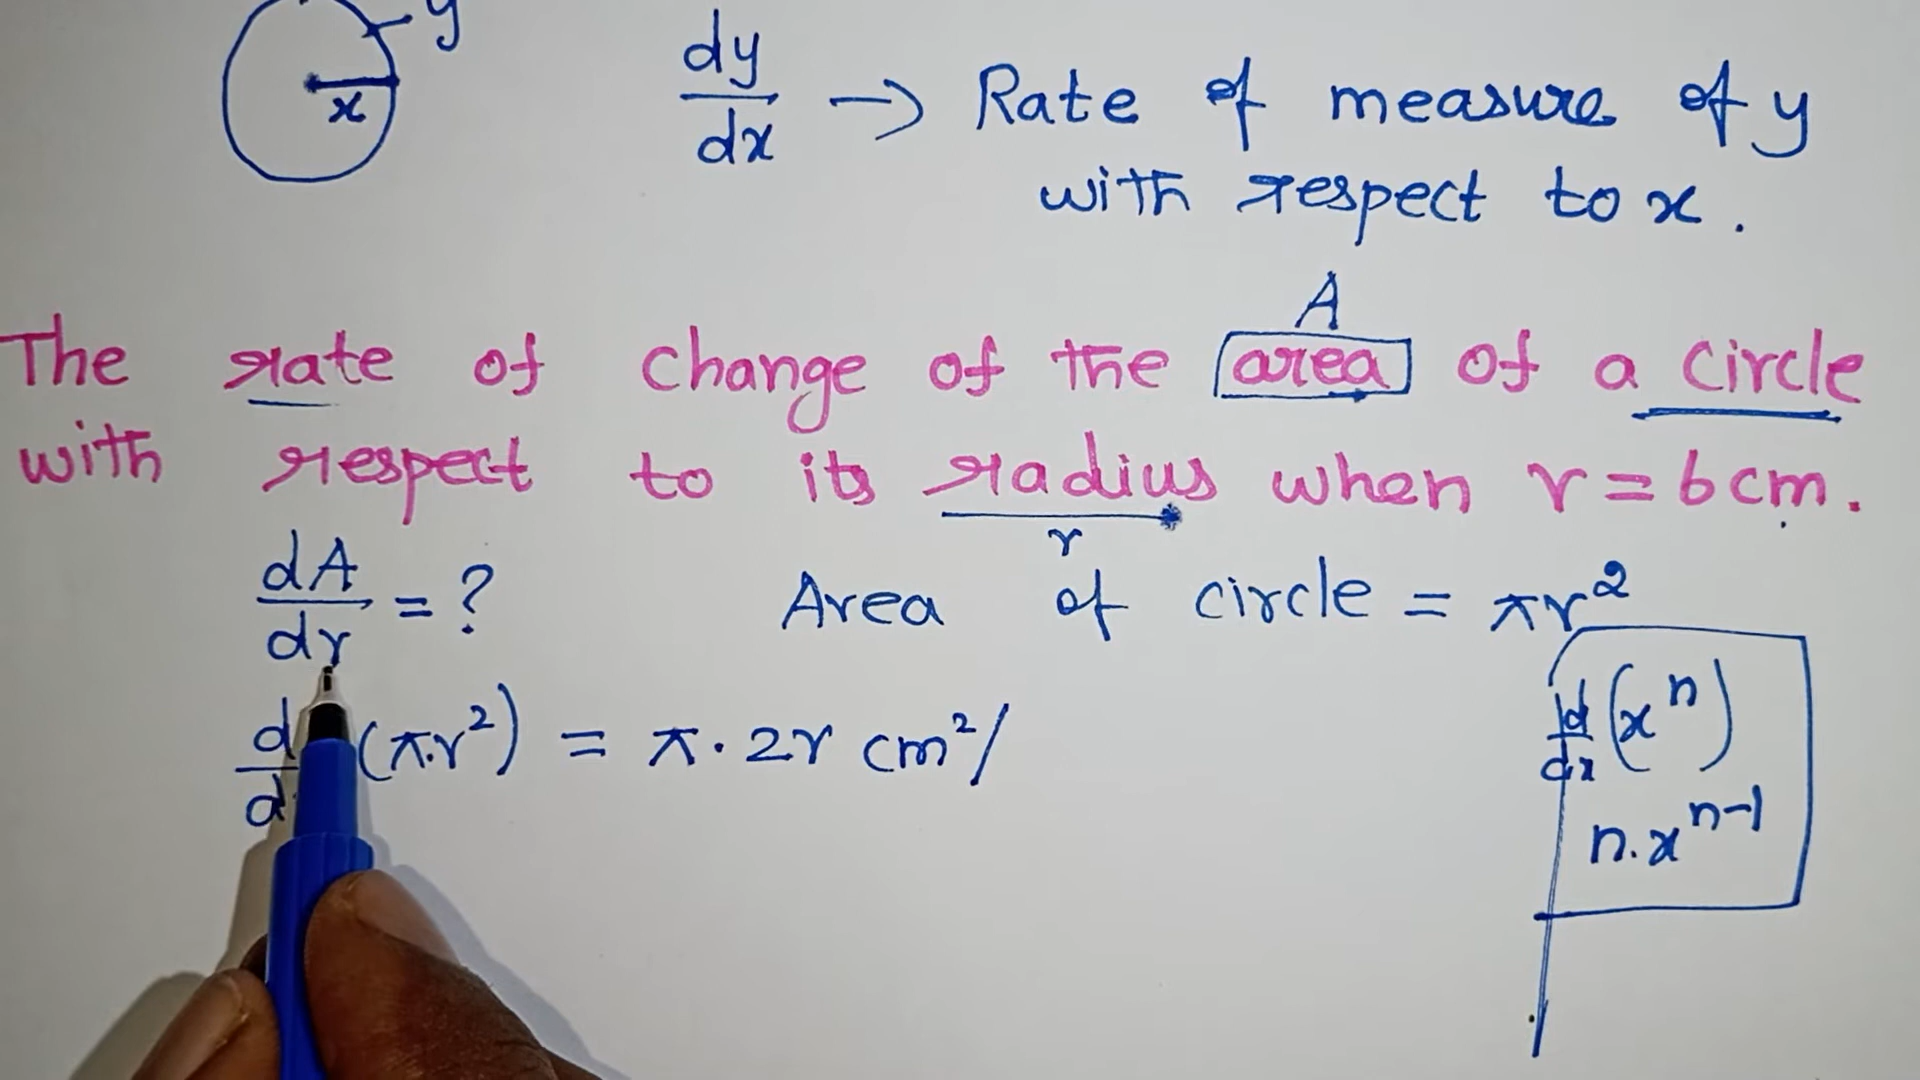 y
x
dy/dx → Rate of measure of y
with respect to x.
A
The rate of change of the area of a circle
with respect to its radius when r = 6cm.
r
dA/dr = ?
Area of circle = πr²
d/d (π.r²) = π . 2r cm²/
d/dx (xⁿ)
n.xⁿ⁻¹